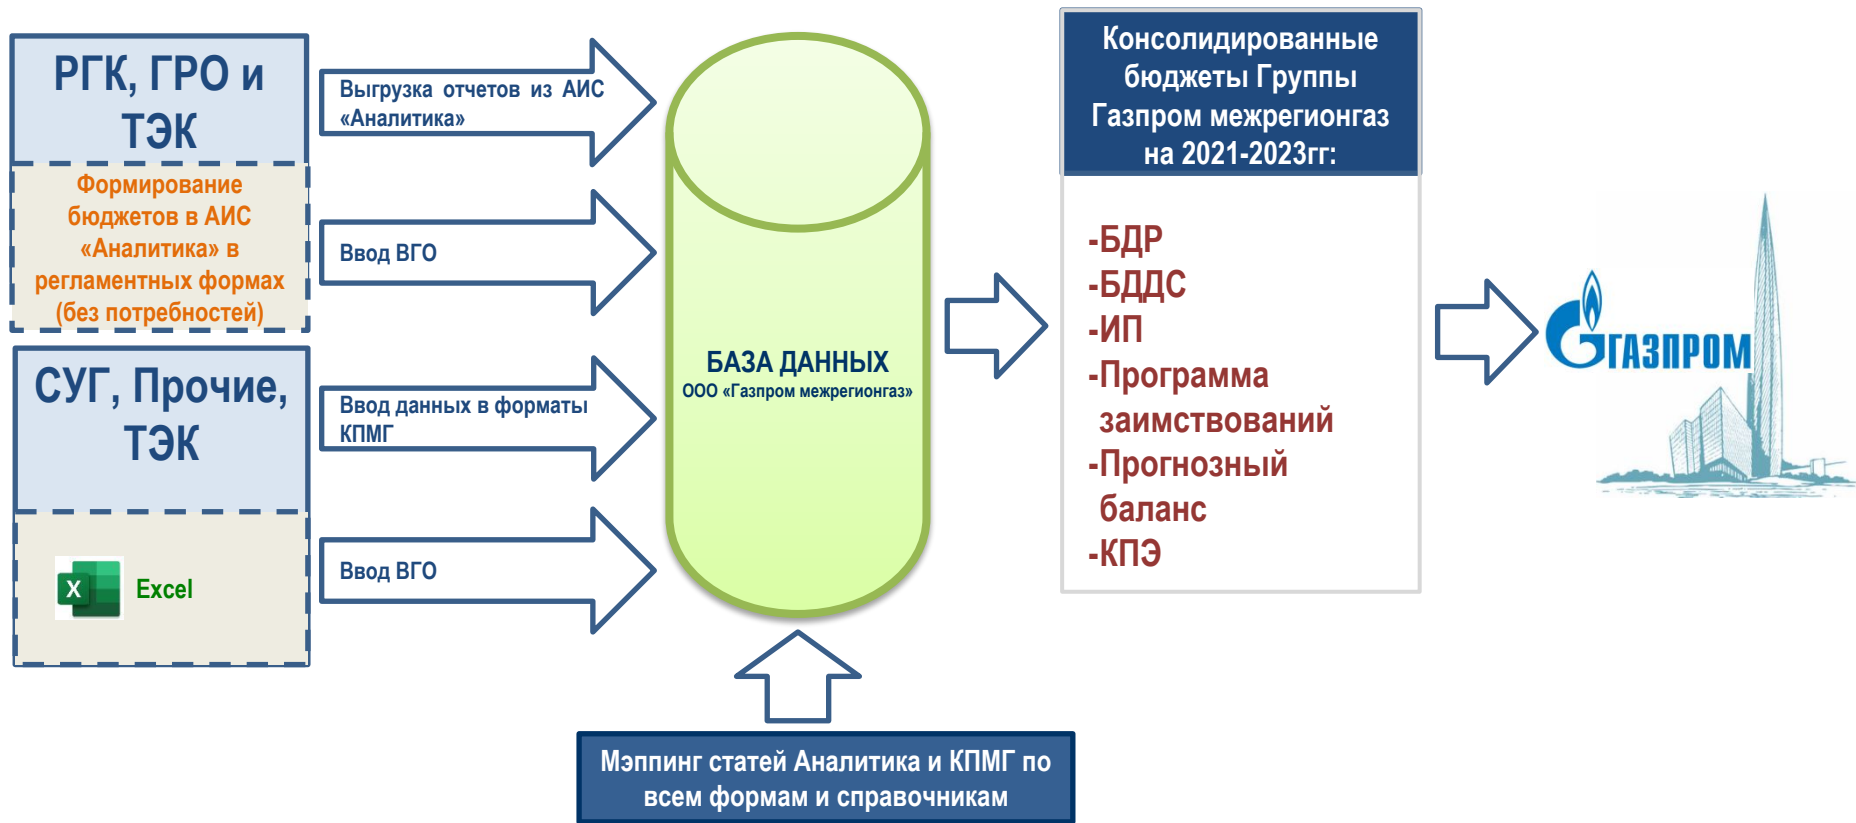 РГК, ГРО и
ТЭК
Формирование
бюджетов в АИС
«Аналитика» в
регламентных формах
(без потребностей)
СУГ, Прочие,
ТЭК
X
Excel
Выгрузка отчетов из АИС
«Аналитика»
Ввод ВГО
Ввод данных в форматы
КПМГ
Ввод ВГО
БАЗА ДАННЫХ
ООО «Газпром межрегионгаз»
Мэппинг статей Аналитика и КПМГ по
всем формам и справочникам
Консолидированные
бюджеты Группы
Газпром межрегионгаз
на 2021-2023гг:
-БДР
-БДДС
-ИП
-Программа
заимствований
-Прогнозный
баланс
-КПЭ
ГАЗПРОМ